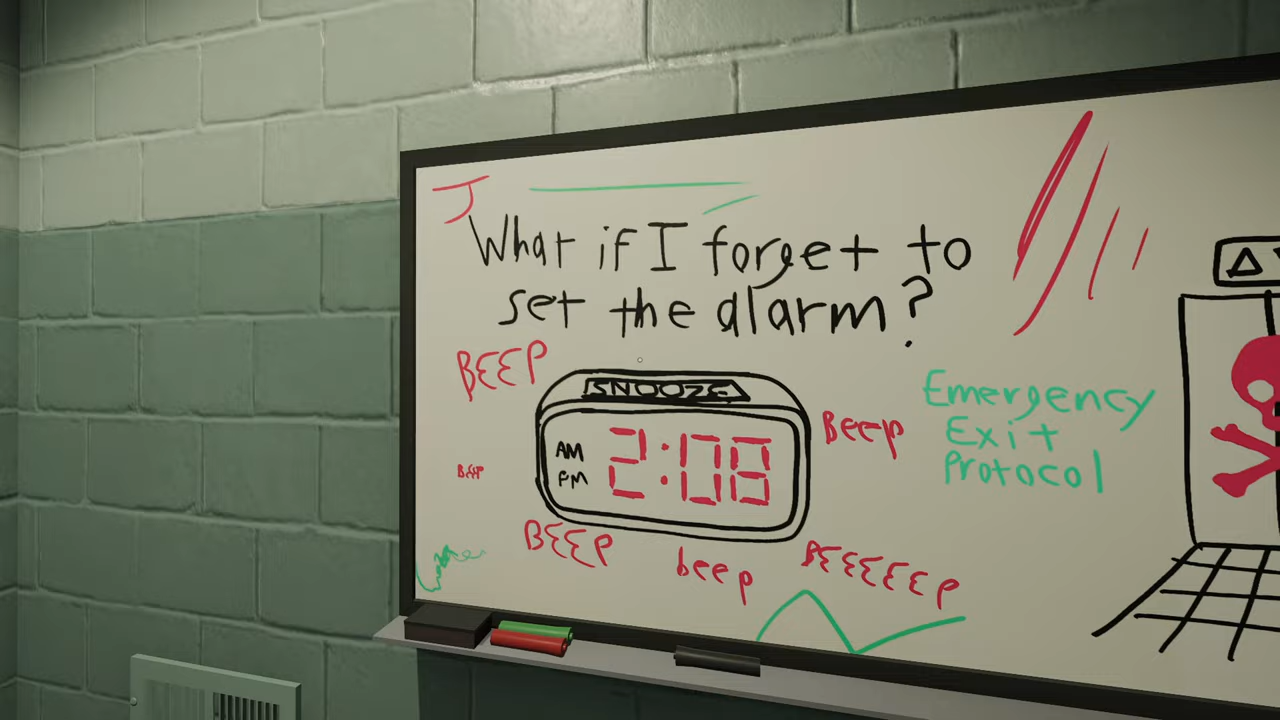 What if I forget to
set the alarm?
BEEP
SNOOZE
AM
PM
2:08
Beep
BEEP
BEEP
beep
BEEEEEP
Emergency
Exit
Protocol